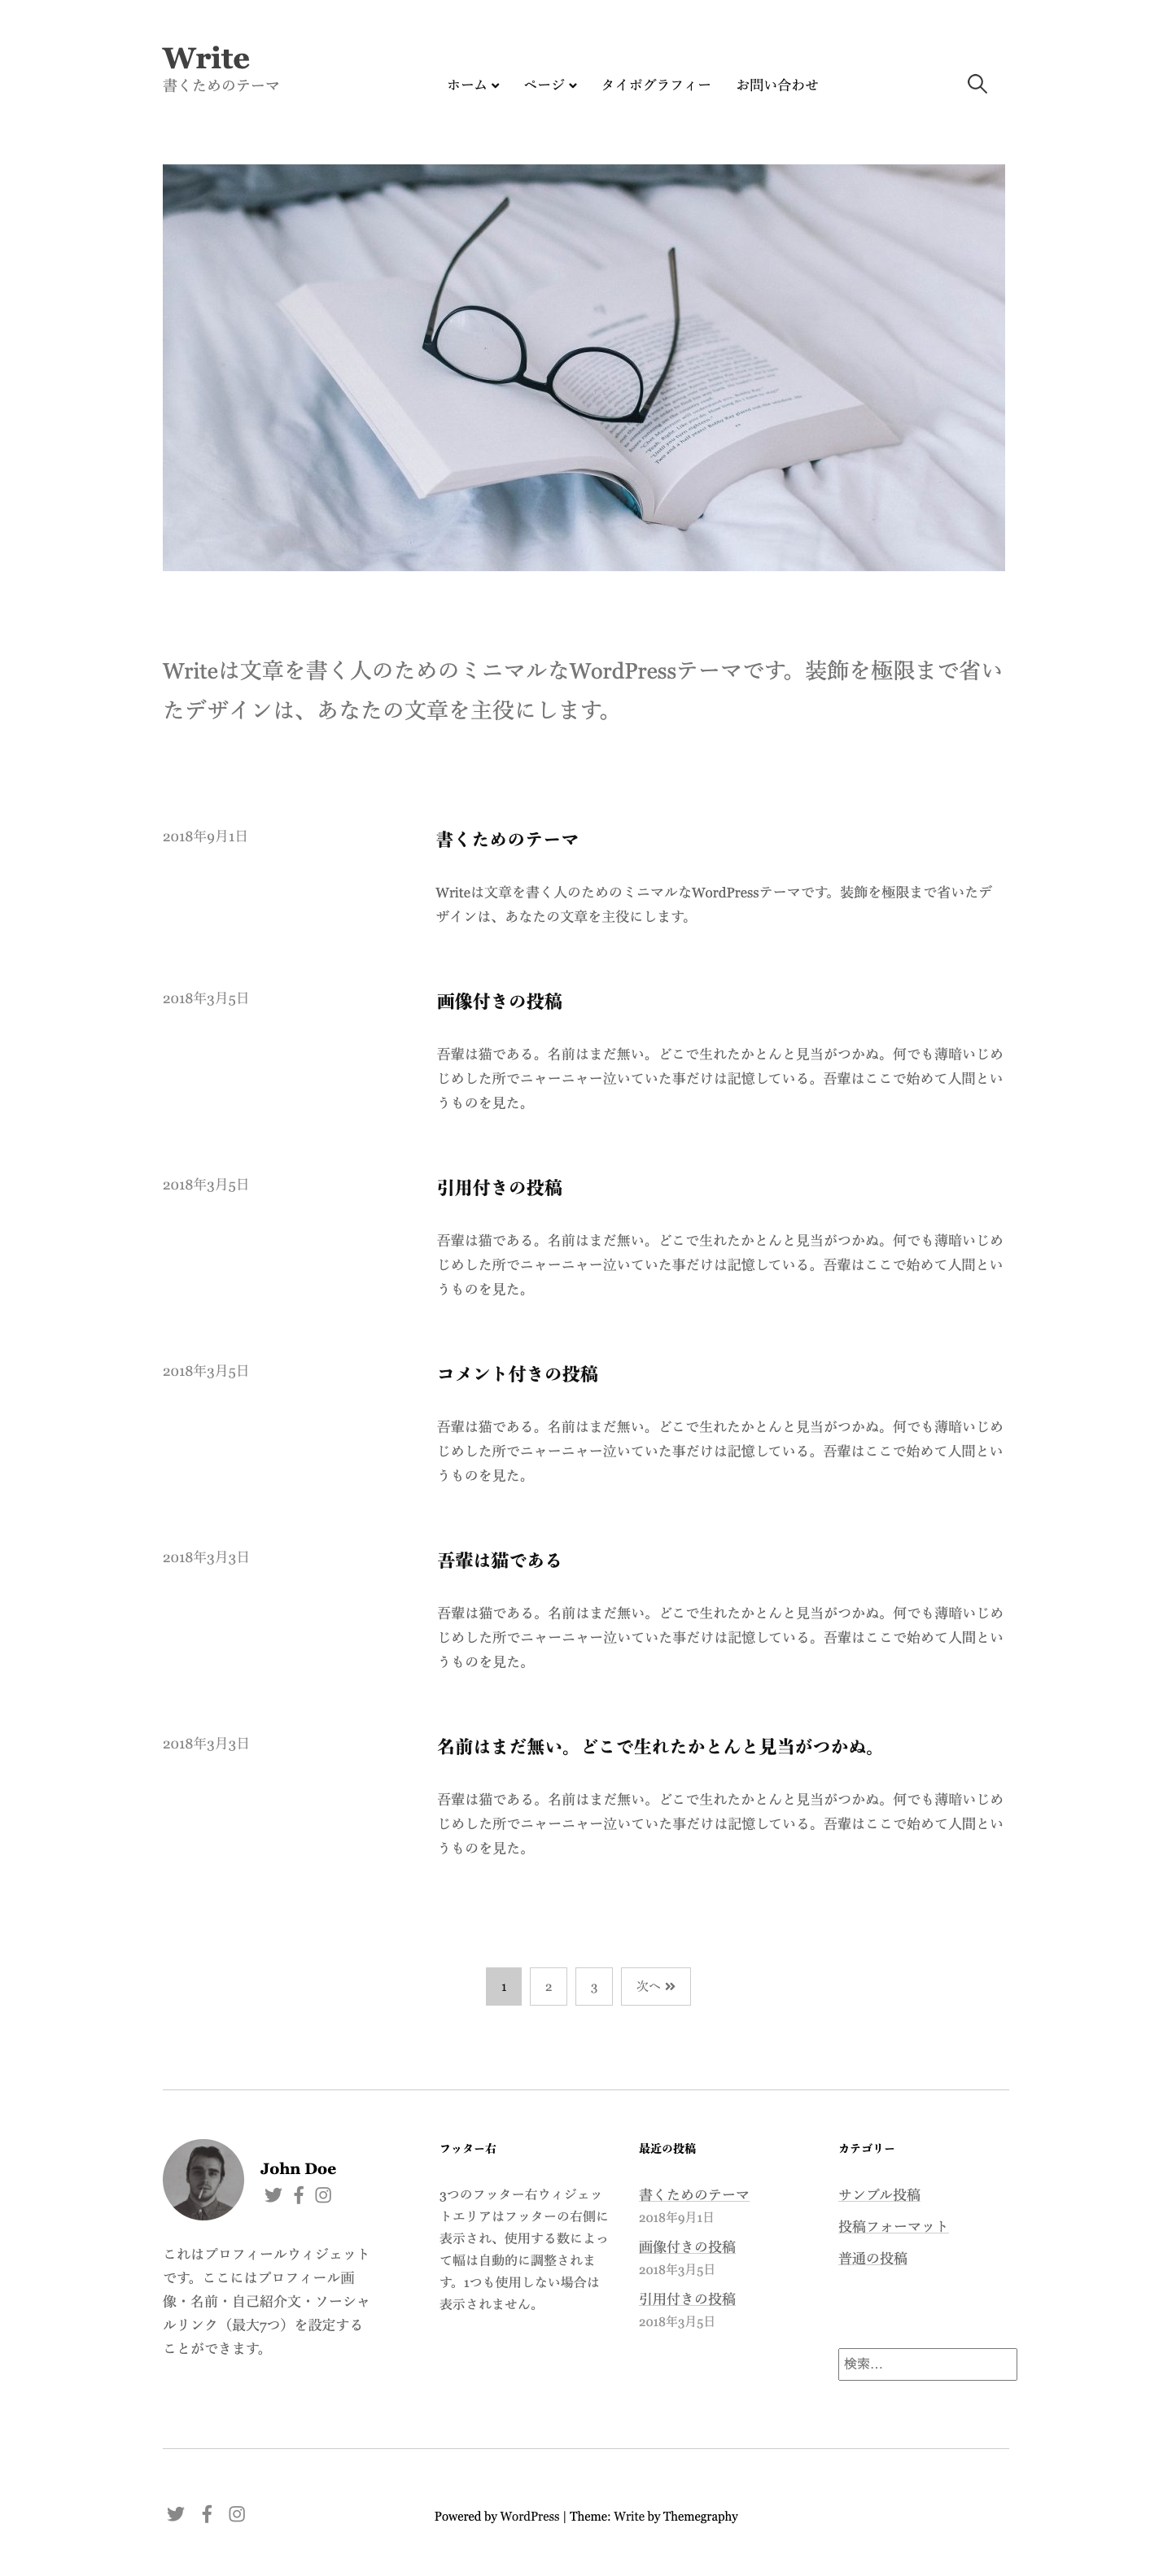 Write
書くためのテーマ
ホーム ページ タイポグラフィー お問い合わせ
Writeは文章を書く人のためのミニマルなWordPressテーマです。装飾を極限まで省い
たデザインは、あなたの文章を主役にします。
2018年9月1日
書くためのテーマ
Writeは文章を書く人のためのミニマルなWordPressテーマです。装飾を極限まで省いたデ
ザインは、あなたの文章を主役にします。
2018年3月5日
画像付きの投稿
吾輩は猫である。名前はまだ無い。どこで生れたかとんと見当がつかぬ。何でも薄暗いじめ
じめした所でニャーニャー泣いていた事だけは記憶している。吾輩はここで始めて人間とい
うものを見た。
2018年3月5日
引用付きの投稿
吾輩は猫である。名前はまだ無い。どこで生れたかとんと見当がつかぬ。何でも薄暗いじめ
じめした所でニャーニャー泣いていた事だけは記憶している。吾輩はここで始めて人間とい
うものを見た。
2018年3月5日
コメント付きの投稿
吾輩は猫である。名前はまだ無い。どこで生れたかとんと見当がつかぬ。何でも薄暗いじめ
じめした所でニャーニャー泣いていた事だけは記憶している。吾輩はここで始めて人間とい
うものを見た。
2018年3月3日
吾輩は猫である
吾輩は猫である。名前はまだ無い。どこで生れたかとんと見当がつかぬ。何でも薄暗いじめ
じめした所でニャーニャー泣いていた事だけは記憶している。吾輩はここで始めて人間とい
うものを見た。
2018年3月3日
名前はまだ無い。どこで生れたかとんと見当がつかぬ。
吾輩は猫である。名前はまだ無い。どこで生れたかとんと見当がつかぬ。何でも薄暗いじめ
じめした所でニャーニャー泣いていた事だけは記憶している。吾輩はここで始めて人間とい
うものを見た。
1 2 3 次へ »
John Doe
これはプロフィールウィジェット
です。ここにはプロフィール画
像・名前・自己紹介文・ソーシャ
ルリンク（最大7つ）を設定する
ことができます。
フッター右
3つのフッター右ウィジェッ
トエリアはフッターの右側に
表示され、使用する数によっ
て幅は自動的に調整されま
す。1つも使用しない場合は
表示されません。
最近の投稿
書くためのテーマ
2018年9月1日
画像付きの投稿
2018年3月5日
引用付きの投稿
2018年3月5日
カテゴリー
サンプル投稿
投稿フォーマット
普通の投稿
検索…
Powered by WordPress | Theme: Write by Themegraphy